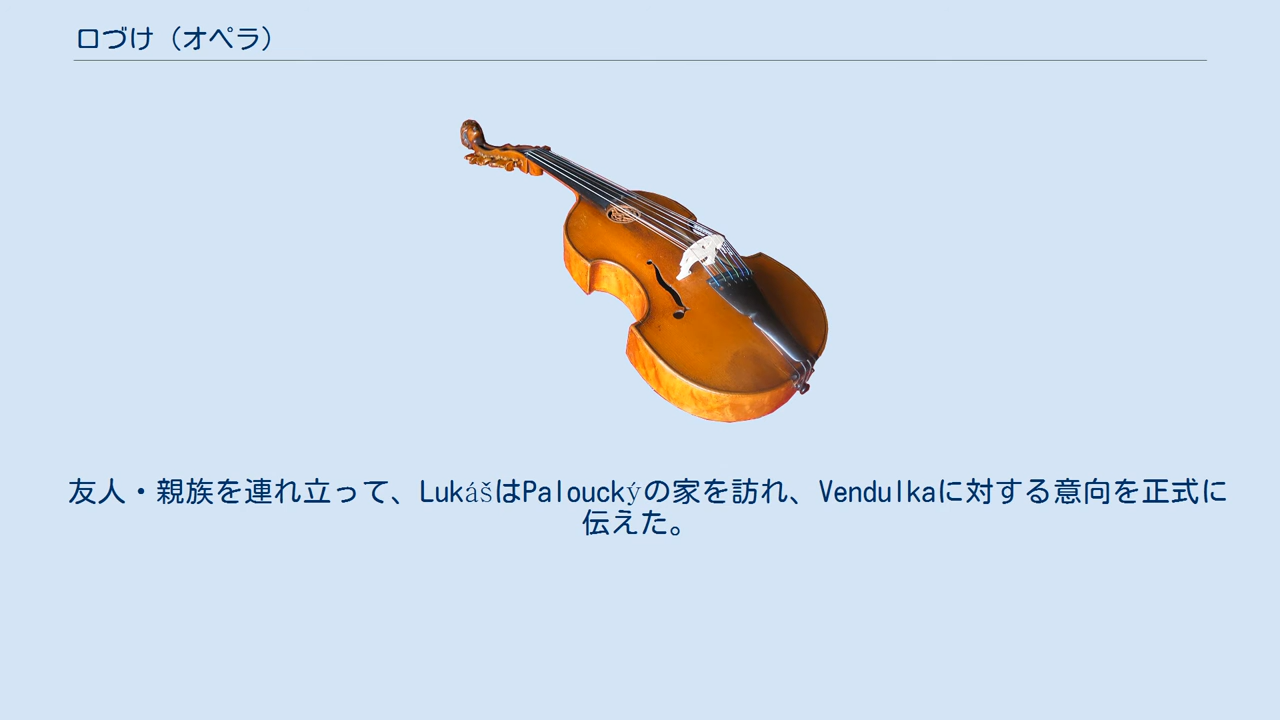 口づけ（オペラ）
友人・親族を連れ立って、LukášはPalouckýの家を訪れ、Vendulkaに対する意向を正式に
伝えた。